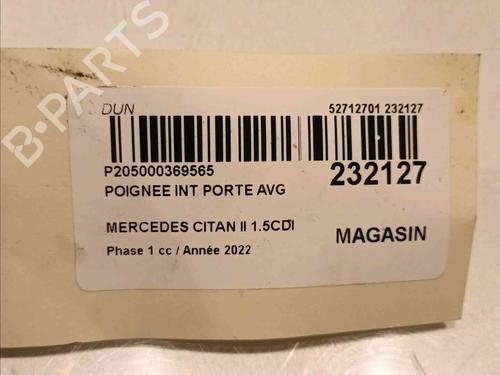 DUN
52712701 232127
P205000369565
POIGNEE INT PORTE AVG
232127
MERCEDES CITAN II 1.5CDI
MAGASIN
Phase 1 cc / Année 2022
B-PARTS